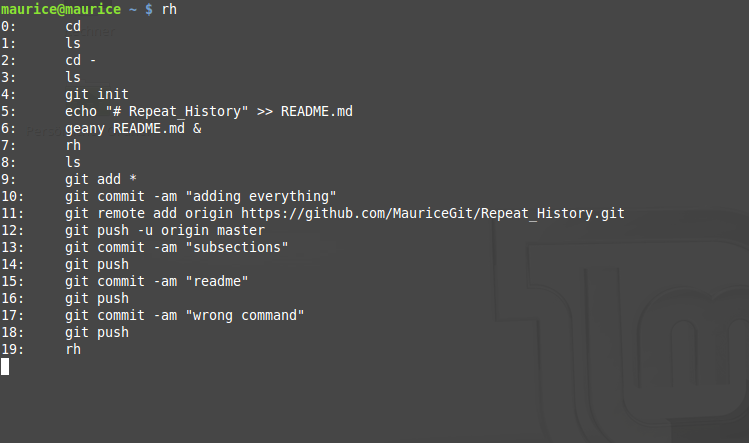 maurice@maurice ~ $ rh
0: cd
1: ls
2: cd -
3: ls
4: git init
5: echo "# Repeat_History" >> README.md
6: geany README.md &
7: rh
8: ls
9: git add *
10: git commit -am "adding everything"
11: git remote add origin https://github.com/MauriceGit/Repeat_History.git
12: git push -u origin master
13: git commit -am "subsections"
14: git push
15: git commit -am "readme"
16: git push
17: git commit -am "wrong command"
18: git push
19: rh